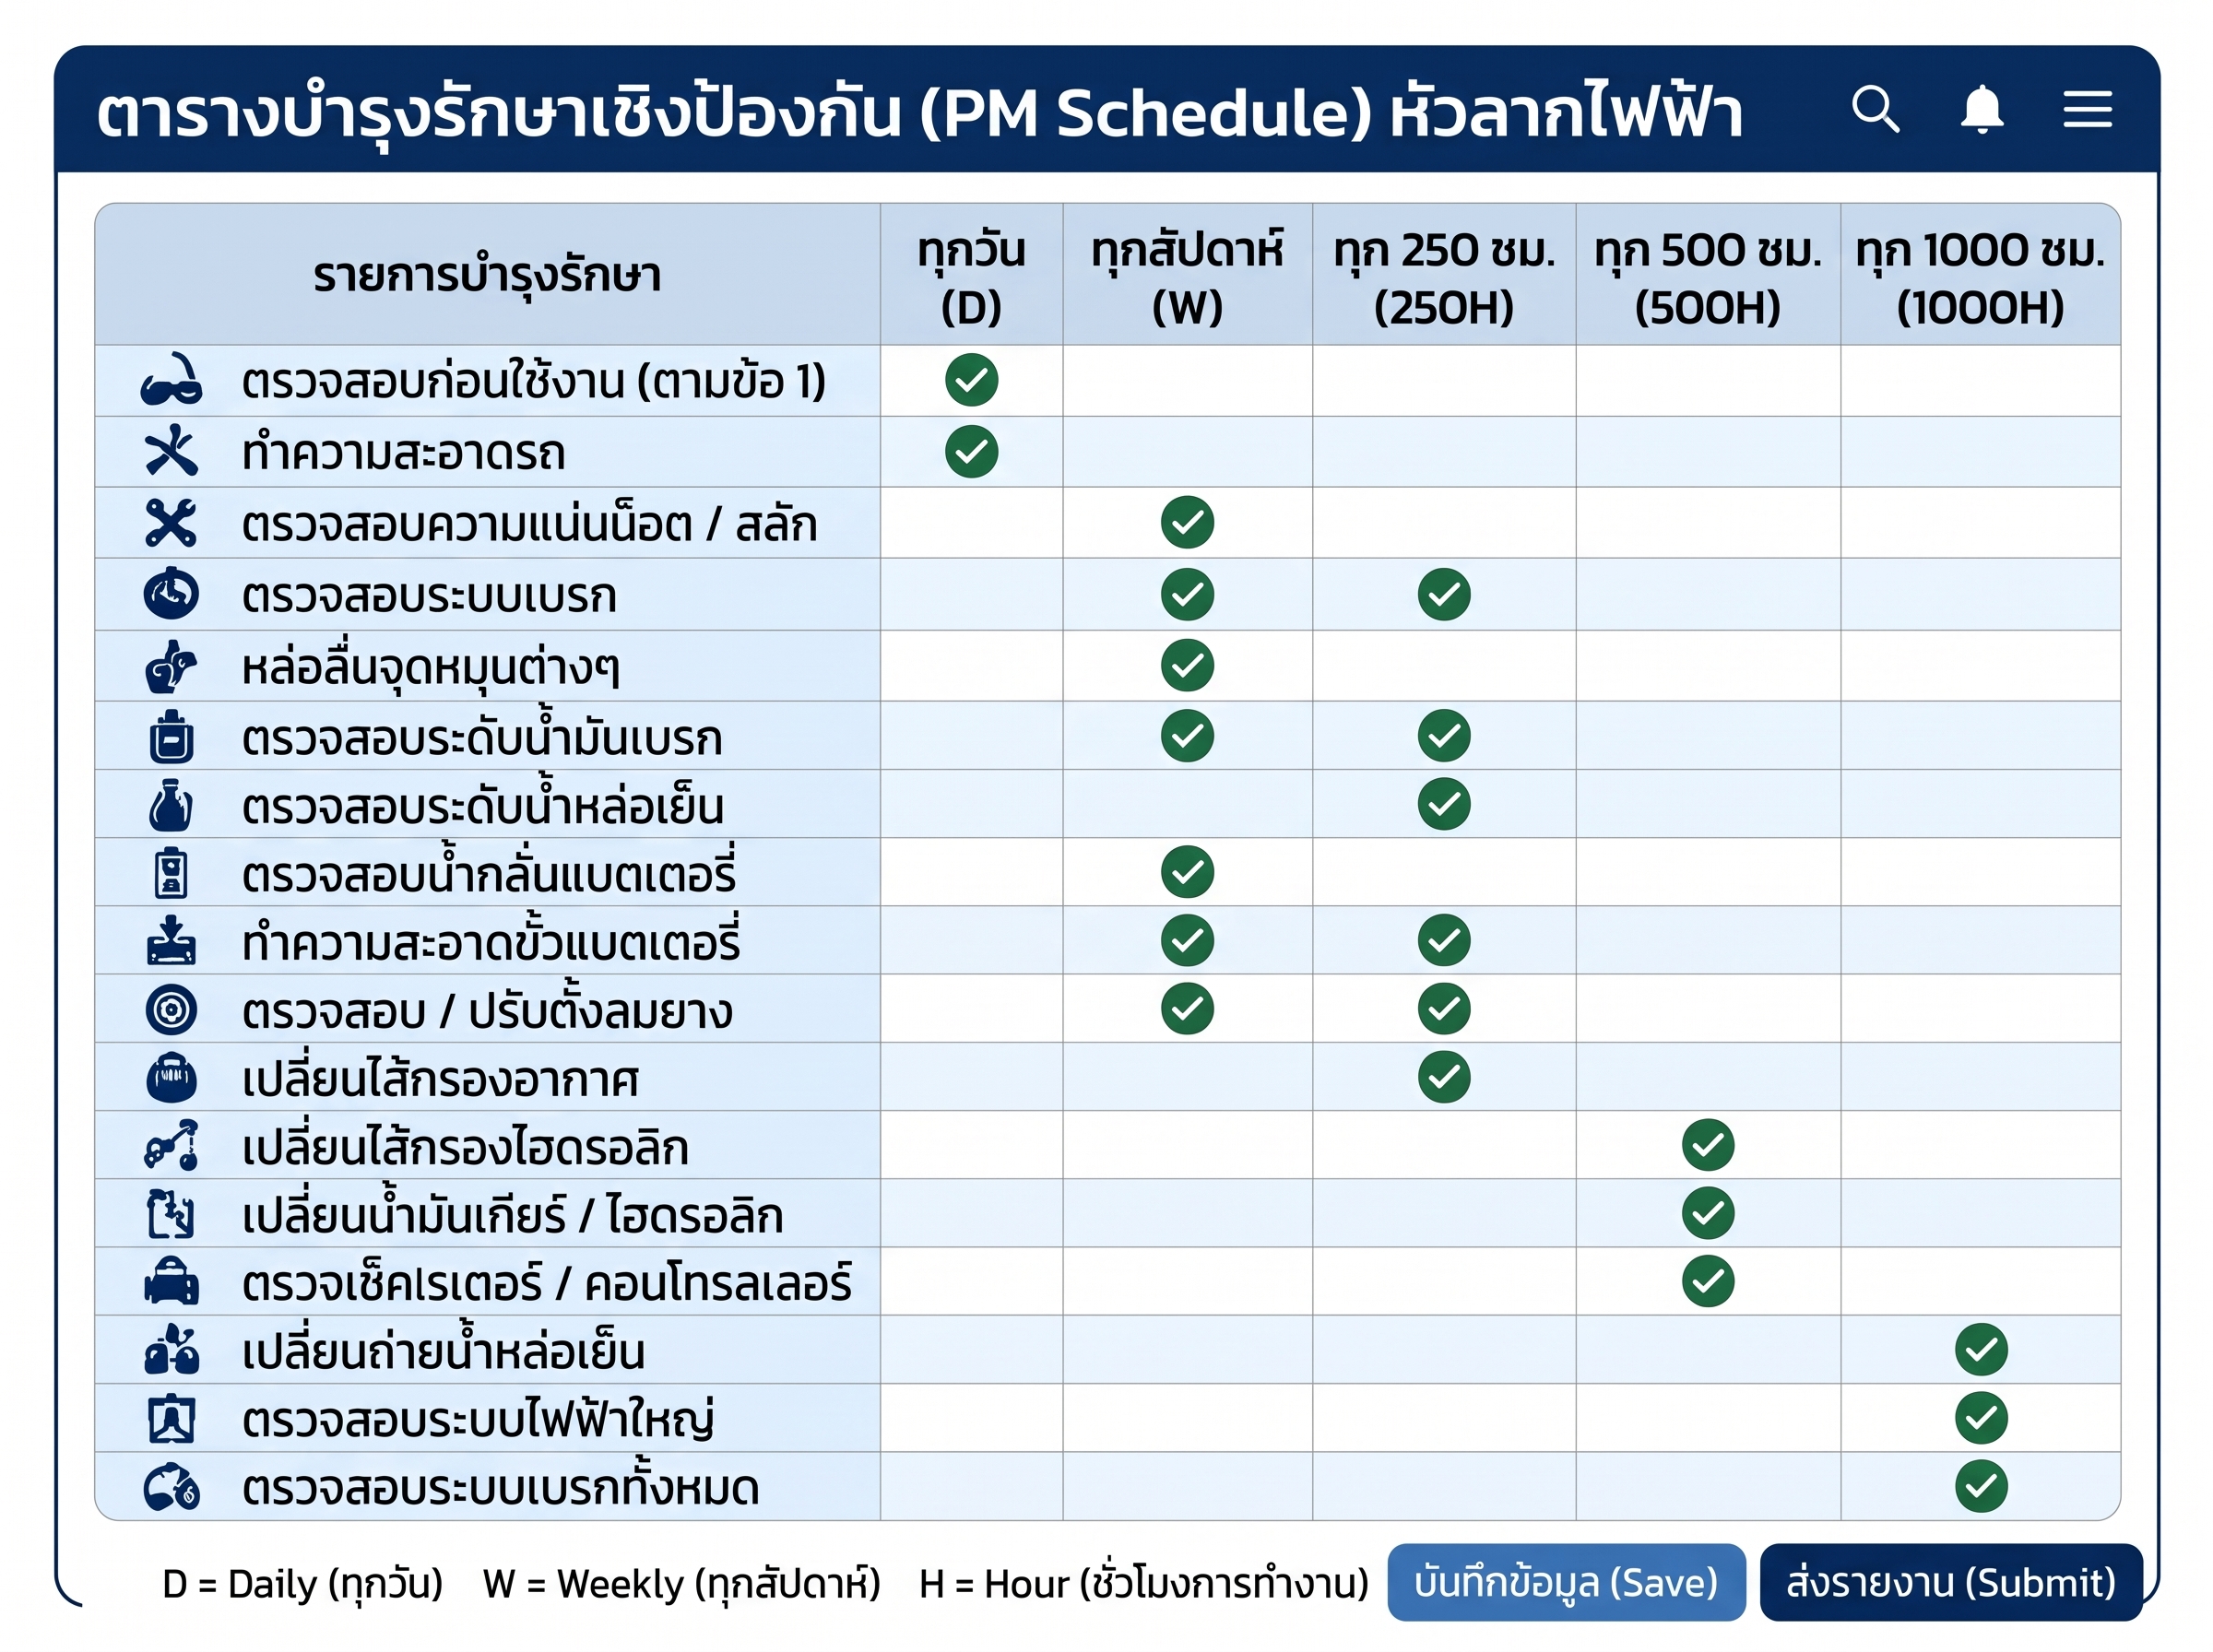 ตารางบำรุงรักษาเชิงป้องกัน (PM Schedule) หัวลากไฟฟ้า
รายการบำรุงรักษา
ทุกวัน
(D)
ทุกสัปดาห์
(W)
ทุก 250 ชม.
(250H)
ทุก 500 ชม.
(500H)
ทุก 1000 ชม.
(1000H)
ตรวจสอบก่อนใช้งาน (ตามข้อ 1)
ทำความสะอาดรถ
ตรวจสอบความแน่นน็อต / สลัก
ตรวจสอบระบบเบรก
หล่อลื่นจุดหมุนต่างๆ
ตรวจสอบระดับน้ำมันเบรก
ตรวจสอบระดับน้ำหล่อเย็น
ตรวจสอบน้ำกลั่นแบตเตอรี่
ทำความสะอาดขั้วแบตเตอรี่
ตรวจสอบ / ปรับตั้งลมยาง
เปลี่ยนไส้กรองอากาศ
เปลี่ยนไส้กรองไฮดรอลิก
เปลี่ยนน้ำมันเกียร์ / ไฮดรอลิก
ตรวจเช็คเรเตอร์ / คอนโทรลเลอร์
เปลี่ยนถ่ายน้ำหล่อเย็น
ตรวจสอบระบบไฟฟ้าใหญ่
ตรวจสอบระบบเบรกทั้งหมด
D = Daily (ทุกวัน) W = Weekly (ทุกสัปดาห์) H = Hour (ชั่วโมงการทำงาน)
บันทึกข้อมูล (Save)
ส่งรายงาน (Submit)